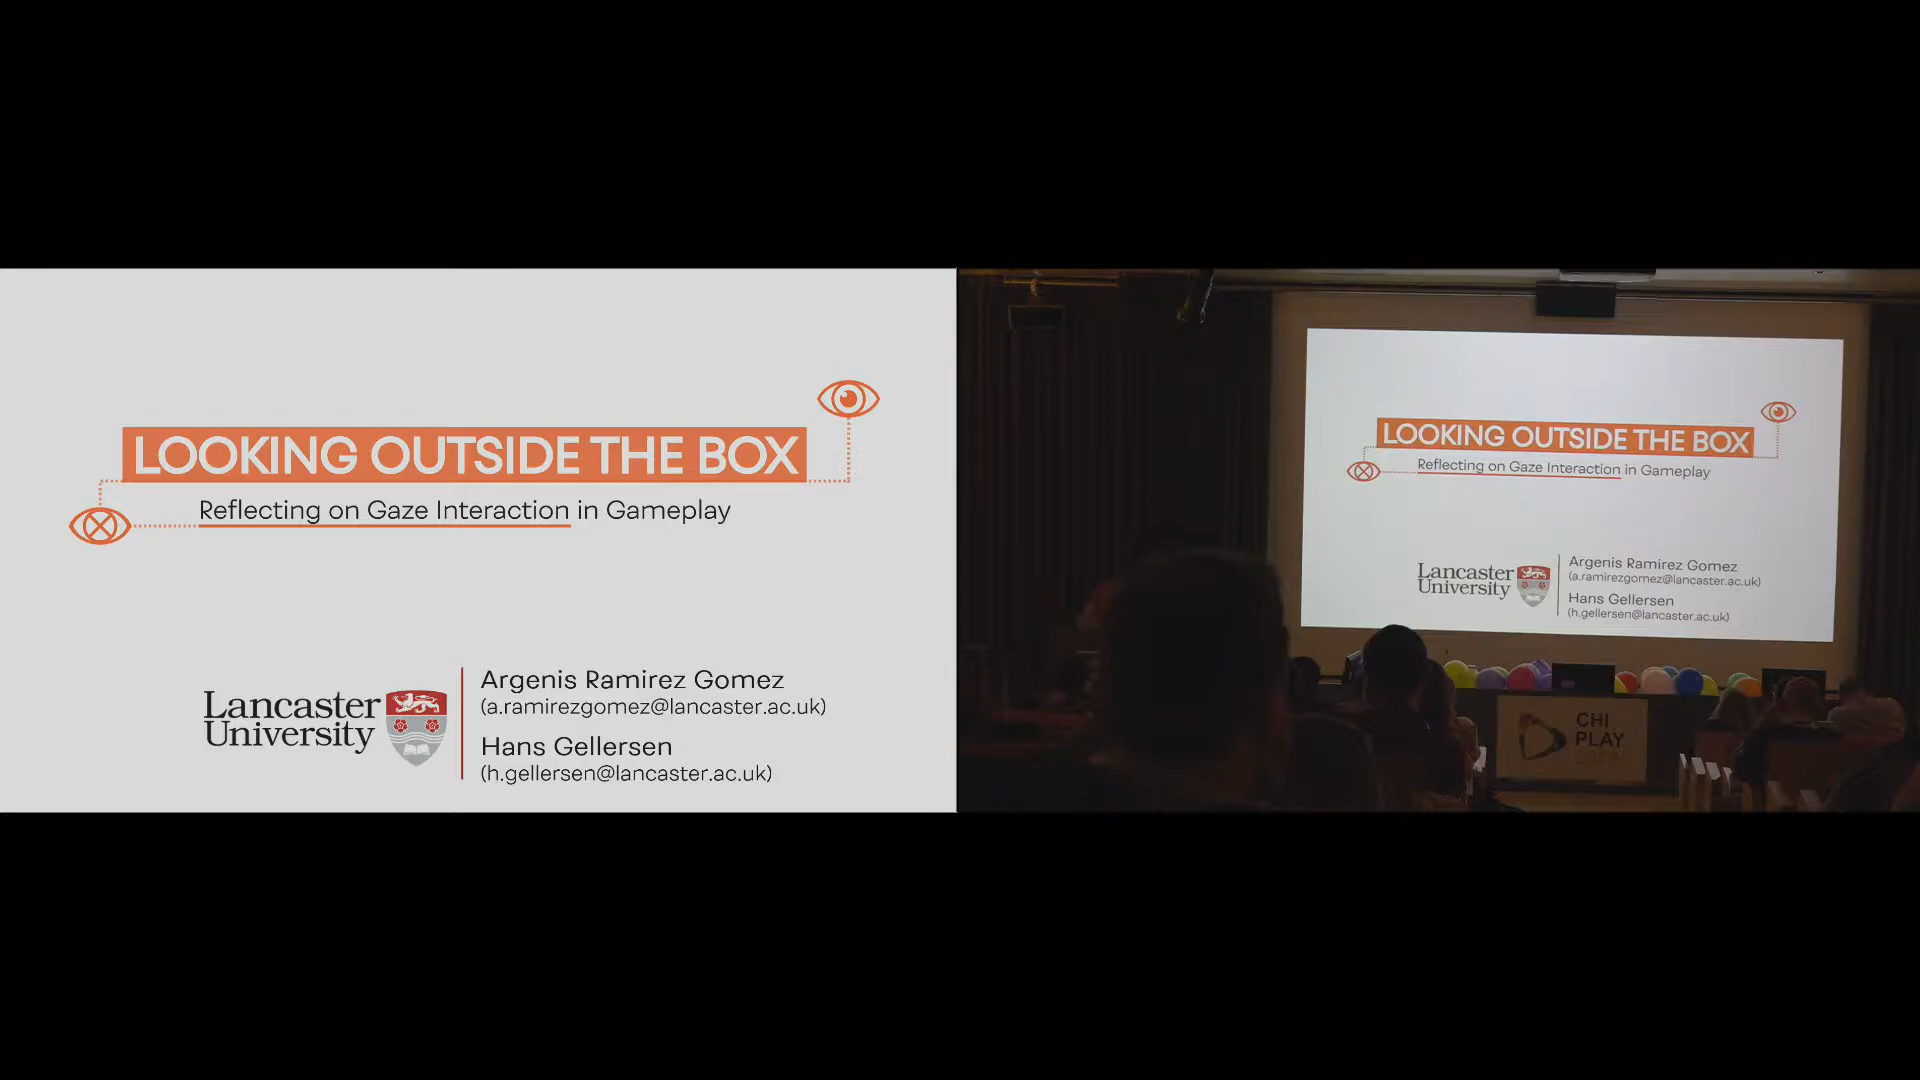 LOOKING OUTSIDE THE BOX
Reflecting on Gaze Interaction in Gameplay
Lancaster
University
Argenis Ramirez Gomez
(a.ramirezgomez@lancaster.ac.uk)
Hans Gellersen
(h.gellersen@lancaster.ac.uk)
LOOKING OUTSIDE THE BOX
Reflecting on Gaze Interaction in Gameplay
Lancaster
University
Argenis Ramirez Gomez
(a.ramirezgomez@lancaster.ac.uk)
Hans Gellersen
(h.gellersen@lancaster.ac.uk)
CHI
PLAY